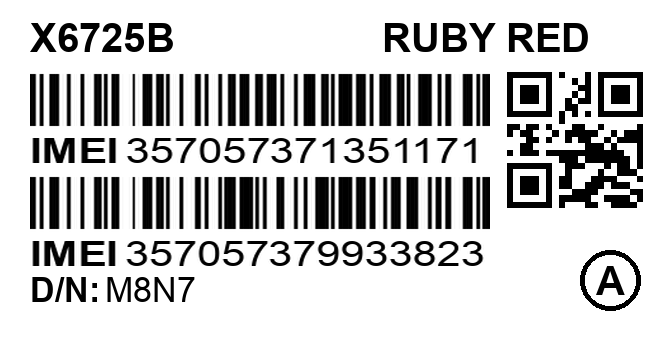 X6725B RUBY RED
IMEI 357057371351171
IMEI 357057379933823
D/N: M8N7
A